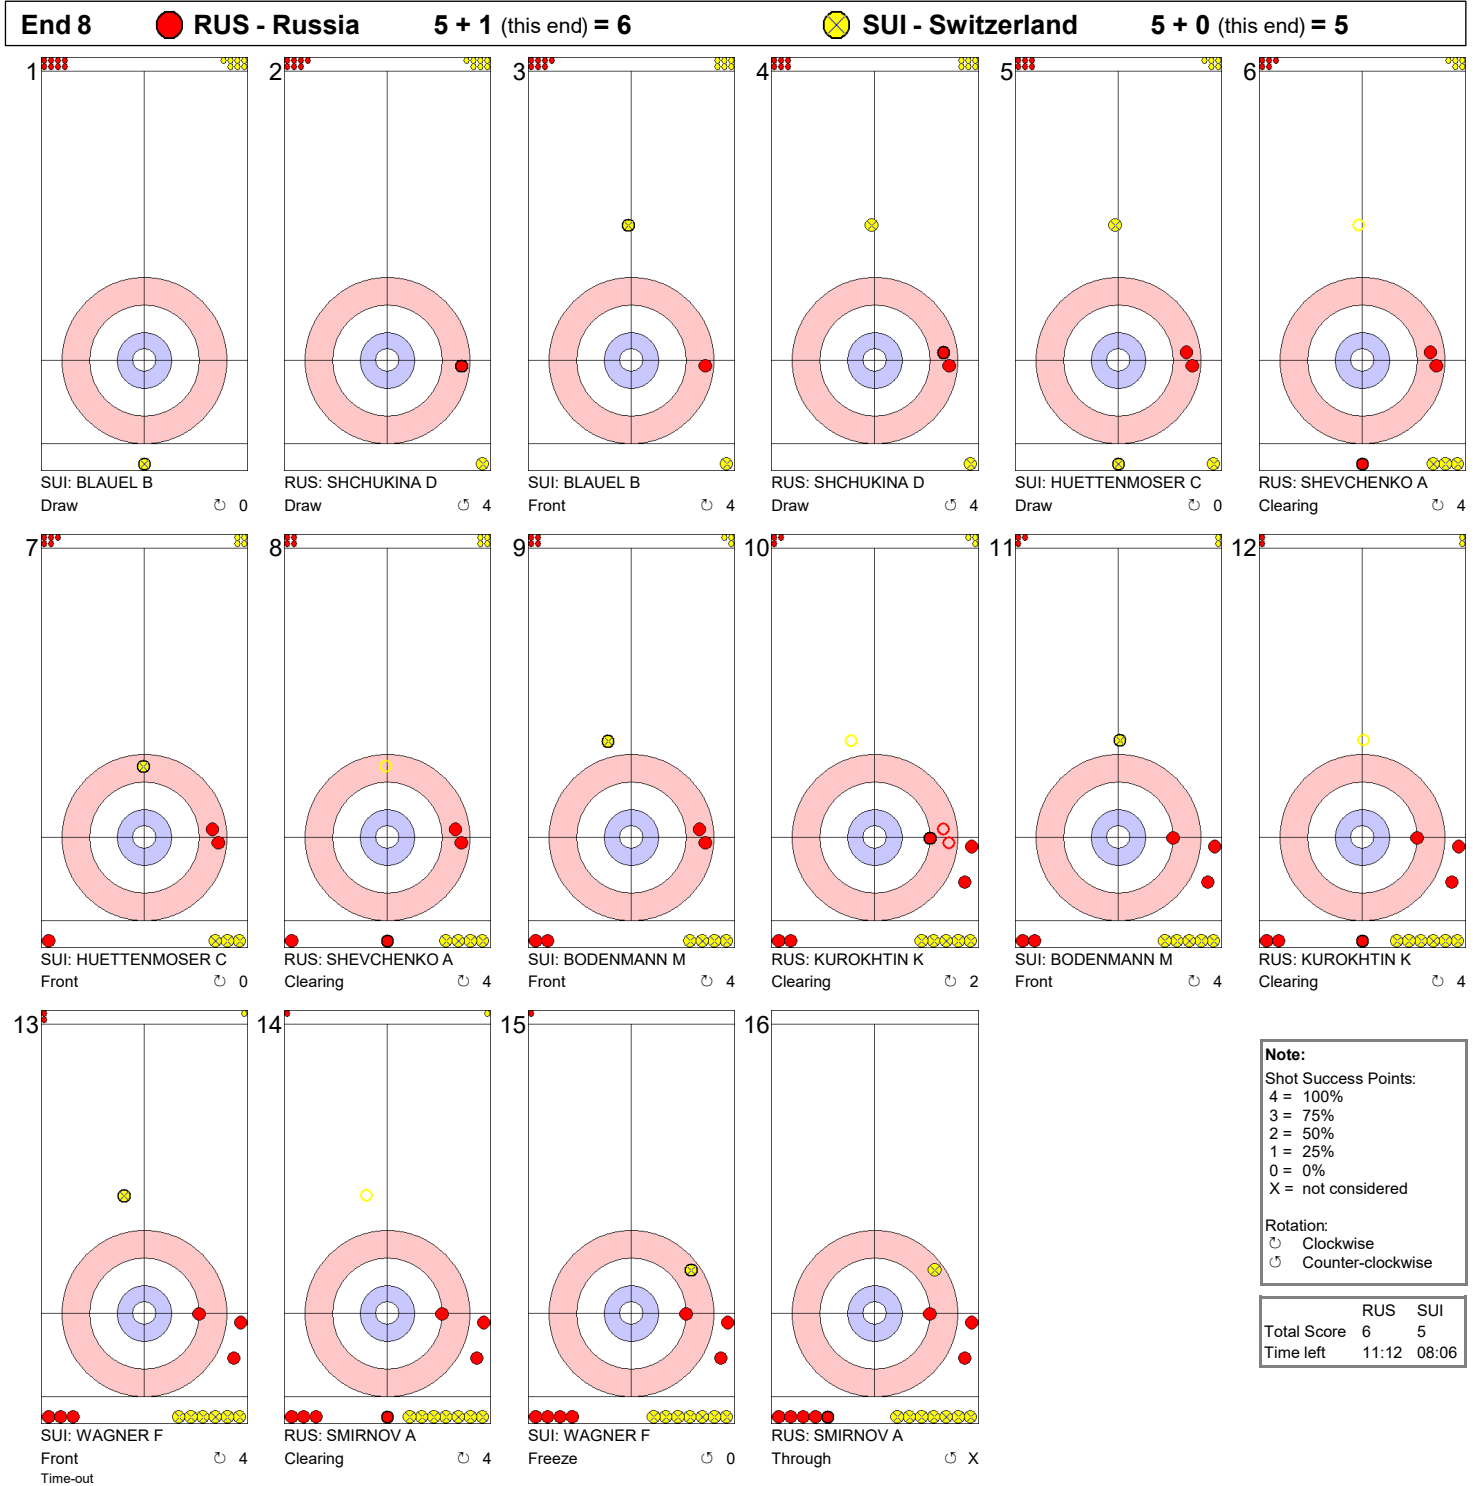 End 8 RUS - Russia 5 + 1 (this end) = 6 SUI - Switzerland 5 + 0 (this end) = 5
1 2 3 4 5 6
SUI: BLAUEL B RUS: SHCHUKINA D SUI: BLAUEL B RUS: SHCHUKINA D SUI: HUETTENMOSER C RUS: SHEVCHENKO A
Draw ↻ 0 Draw ↺ 4 Front ↻ 4 Draw ↺ 4 Draw ↻ 0 Clearing ↻ 4
7 8 9 10 11 12
SUI: HUETTENMOSER C RUS: SHEVCHENKO A SUI: BODENMANN M RUS: KUROKHTIN K SUI: BODENMANN M RUS: KUROKHTIN K
Front ↻ 0 Clearing ↻ 4 Front ↻ 4 Clearing ↻ 2 Front ↻ 4 Clearing ↻ 4
13 14 15 16
SUI: WAGNER F RUS: SMIRNOV A SUI: WAGNER F RUS: SMIRNOV A
Front ↻ 4 Clearing ↻ 4 Freeze ↺ 0 Through ↺ X
Time-out
Note:
Shot Success Points:
4 = 100%
3 = 75%
2 = 50%
1 = 25%
0 = 0%
X = not considered
Rotation:
↻ Clockwise
↺ Counter-clockwise
RUS SUI
Total Score 6 5
Time left 11:12 08:06